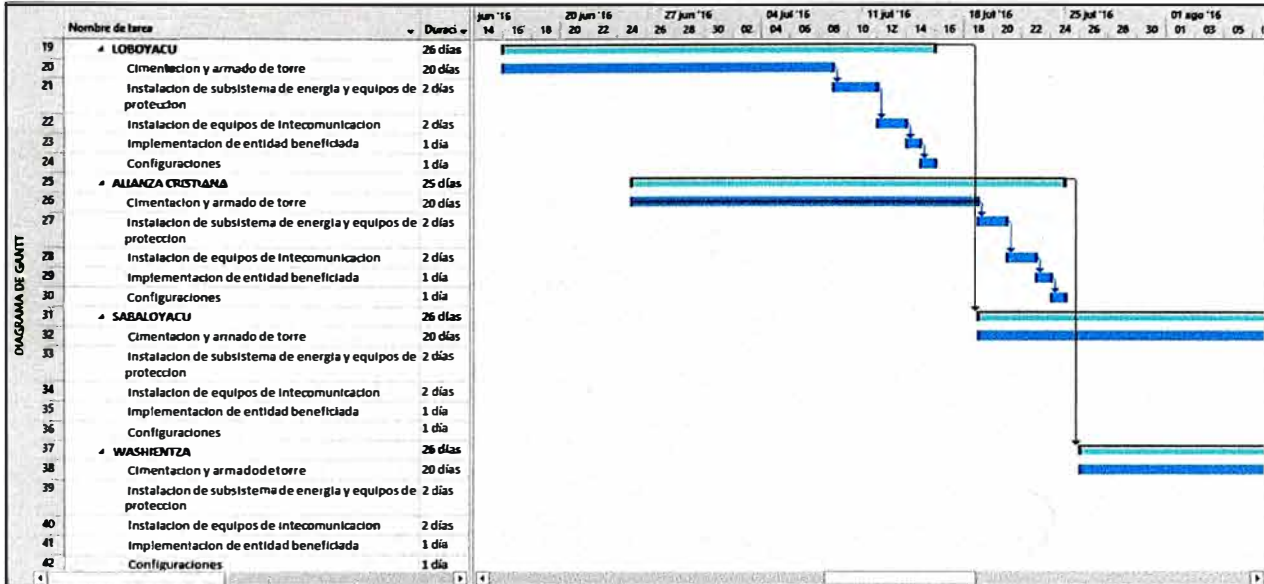 jun '16 20 jun '16 27 jun '16 04 jul '16 11 jul '16 18 jul '16 25 jul '16 01 ago '16
Nombre de tarea Duraci 14 16 18 20 22 24 26 28 30 02 04 06 08 10 12 14 16 18 20 22 24 26 28 30 01 03 05
DIAGRAMA DE GANTT
19 LOBOYACU 26 días
20 Cimentacion y armado de torre 20 días
21 Instalacion de subsistema de energia y equipos de 2 días
proteccion
22 Instalacion de equipos de Intecomunicacion 2 días
23 Implementacion de entidad beneficiada 1 día
24 Configuraciones 1 día
25 ALIANZA CRISTIANA 25 días
26 Cimentacion y armado de torre 20 días
27 Instalacion de subsistema de energia y equipos de 2 días
proteccion
28 Instalacion de equipos de Intecomunicacion 2 días
29 Implementacion de entidad beneficiada 1 día
30 Configuraciones 1 día
31 SABALOYACU 26 días
32 Cimentacion y armado de torre 20 días
33 Instalacion de subsistema de energia y equipos de 2 días
proteccion
34 Instalacion de equipos de Intecomunicacion 2 días
35 Implementacion de entidad beneficiada 1 día
36 Configuraciones 1 día
37 WASHIENTZA 26 días
38 Cimentacion y armado de torre 20 días
39 Instalacion de subsistema de energia y equipos de 2 días
proteccion
40 Instalacion de equipos de Intecomunicacion 2 días
41 Implementacion de entidad beneficiada 1 día
42 Configuraciones 1 día